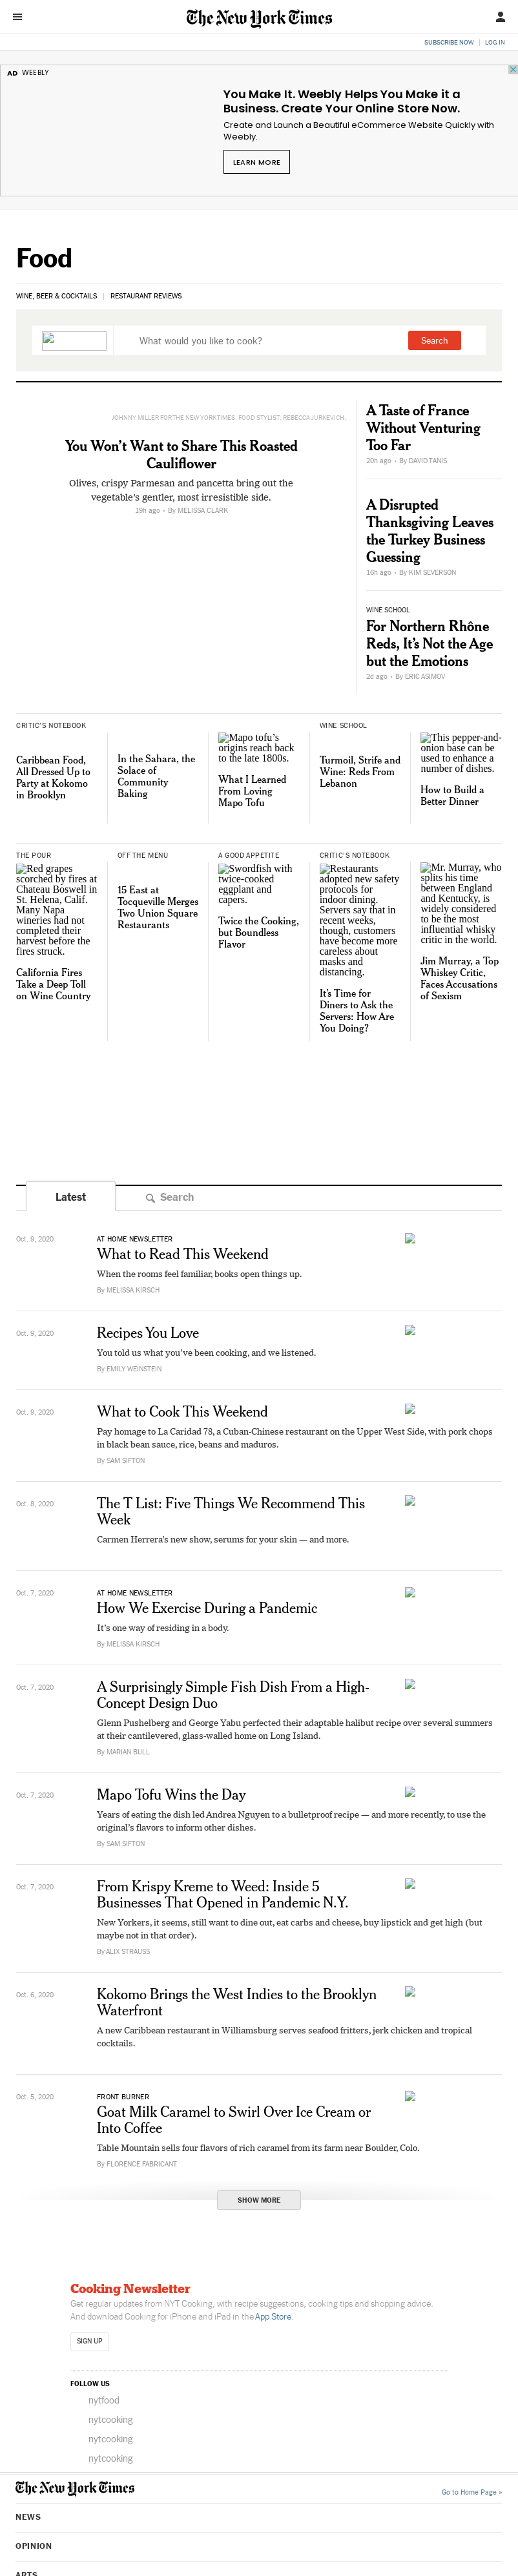 The New York Times
SUBSCRIBE NOW | LOG IN
AD WEEBLY
You Make It. Weebly Helps You Make it a
Business. Create Your Online Store Now.
Create and Launch a Beautiful eCommerce Website Quickly with
Weebly.
LEARN MORE
Food
WINE, BEER & COCKTAILS | RESTAURANT REVIEWS
What would you like to cook?
Search
JOHNNY MILLER FOR THE NEW YORK TIMES. FOOD STYLIST: REBECCA JURKEVICH.
You Won’t Want to Share This Roasted
Cauliflower
Olives, crispy Parmesan and pancetta bring out the
vegetable’s gentler, most irresistible side.
19h ago • By MELISSA CLARK
A Taste of France
Without Venturing
Too Far
20h ago • By DAVID TANIS
A Disrupted
Thanksgiving Leaves
the Turkey Business
Guessing
16h ago • By KIM SEVERSON
WINE SCHOOL
For Northern Rhône
Reds, It’s Not the Age
but the Emotions
2d ago • By ERIC ASIMOV
CRITIC’S NOTEBOOK
Caribbean Food,
All Dressed Up to
Party at Kokomo
in Brooklyn
In the Sahara, the
Solace of
Community
Baking
Mapo tofu’s
origins reach back
to the late 1800s.
What I Learned
From Loving
Mapo Tofu
WINE SCHOOL
Turmoil, Strife and
Wine: Reds From
Lebanon
This pepper-and-
onion base can be
used to enhance a
number of dishes.
How to Build a
Better Dinner
THE POUR
Red grapes
scorched by fires at
Chateau Boswell in
St. Helena, Calif.
Many Napa
wineries had not
completed their
harvest before the
fires struck.
California Fires
Take a Deep Toll
on Wine Country
OFF THE MENU
15 East at
Tocqueville Merges
Two Union Square
Restaurants
A GOOD APPETITE
Swordfish with
twice-cooked
eggplant and
capers.
Twice the Cooking,
but Boundless
Flavor
CRITIC’S NOTEBOOK
Restaurants
adopted new safety
protocols for
indoor dining.
Servers say that in
recent weeks,
though, customers
have become more
careless about
masks and
distancing.
It’s Time for
Diners to Ask the
Servers: How Are
You Doing?
Mr. Murray, who
splits his time
between England
and Kentucky, is
widely considered
to be the most
influential whisky
critic in the world.
Jim Murray, a Top
Whiskey Critic,
Faces Accusations
of Sexism
Latest
Search
Oct. 9, 2020
AT HOME NEWSLETTER
What to Read This Weekend
When the rooms feel familiar, books open things up.
By MELISSA KIRSCH
Oct. 9, 2020
Recipes You Love
You told us what you’ve been cooking, and we listened.
By EMILY WEINSTEIN
Oct. 9, 2020
What to Cook This Weekend
Pay homage to La Caridad 78, a Cuban-Chinese restaurant on the Upper West Side, with pork chops
in black bean sauce, rice, beans and maduros.
By SAM SIFTON
Oct. 8, 2020
The T List: Five Things We Recommend This
Week
Carmen Herrera’s new show, serums for your skin — and more.
Oct. 7, 2020
AT HOME NEWSLETTER
How We Exercise During a Pandemic
It’s one way of residing in a body.
By MELISSA KIRSCH
Oct. 7, 2020
A Surprisingly Simple Fish Dish From a High-
Concept Design Duo
Glenn Pushelberg and George Yabu perfected their adaptable halibut recipe over several summers
at their cantilevered, glass-walled home on Long Island.
By MARIAN BULL
Oct. 7, 2020
Mapo Tofu Wins the Day
Years of eating the dish led Andrea Nguyen to a bulletproof recipe — and more recently, to use the
original’s flavors to inform other dishes.
By SAM SIFTON
Oct. 7, 2020
From Krispy Kreme to Weed: Inside 5
Businesses That Opened in Pandemic N.Y.
New Yorkers, it seems, still want to dine out, eat carbs and cheese, buy lipstick and get high (but
maybe not in that order).
By ALIX STRAUSS
Oct. 6, 2020
Kokomo Brings the West Indies to the Brooklyn
Waterfront
A new Caribbean restaurant in Williamsburg serves seafood fritters, jerk chicken and tropical
cocktails.
Oct. 5, 2020
FRONT BURNER
Goat Milk Caramel to Swirl Over Ice Cream or
Into Coffee
Table Mountain sells four flavors of rich caramel from its farm near Boulder, Colo.
By FLORENCE FABRICANT
SHOW MORE
Cooking Newsletter
Get regular updates from NYT Cooking, with recipe suggestions, cooking tips and shopping advice.
And download Cooking for iPhone and iPad in the App Store.
SIGN UP
FOLLOW US
nytfood
nytcooking
nytcooking
nytcooking
The New York Times
Go to Home Page »
NEWS
OPINION
ARTS